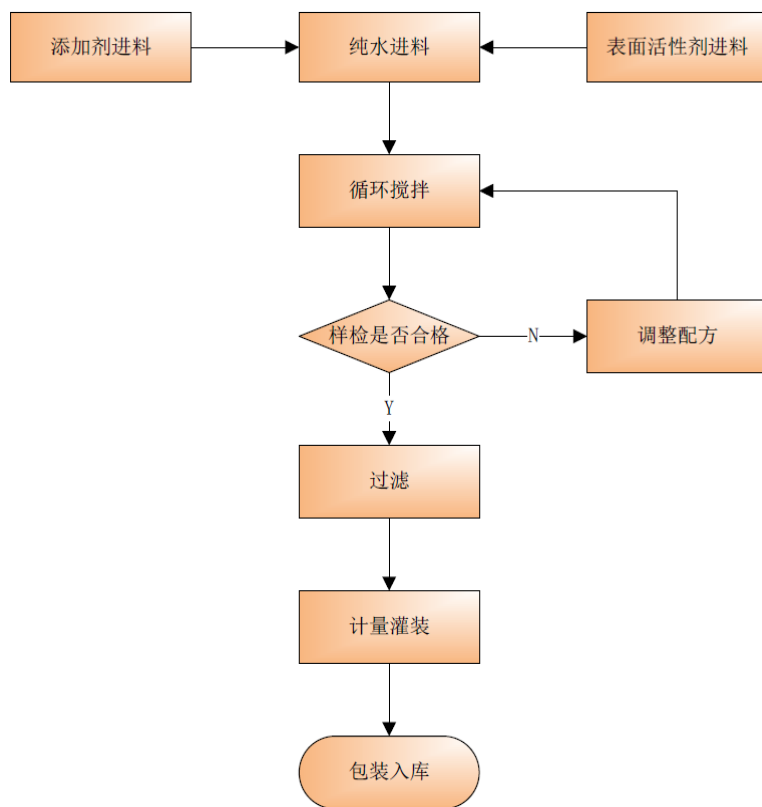 添加剂进料
纯水进料
表面活性剂进料
循环搅拌
样检是否合格
N
调整配方
Y
过滤
计量灌装
包装入库